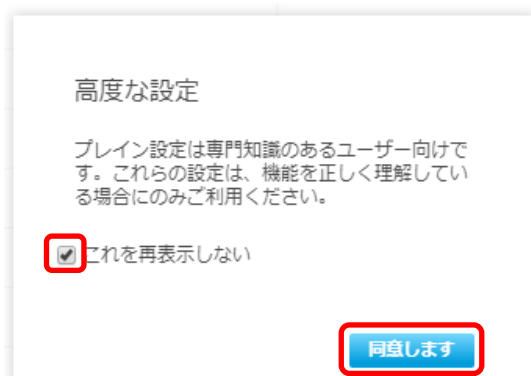 高度な設定
プレイン設定は専門知識のあるユーザー向けで
す。これらの設定は、機能を正しく理解してい
る場合にのみご利用ください。
これを再表示しない
同意します